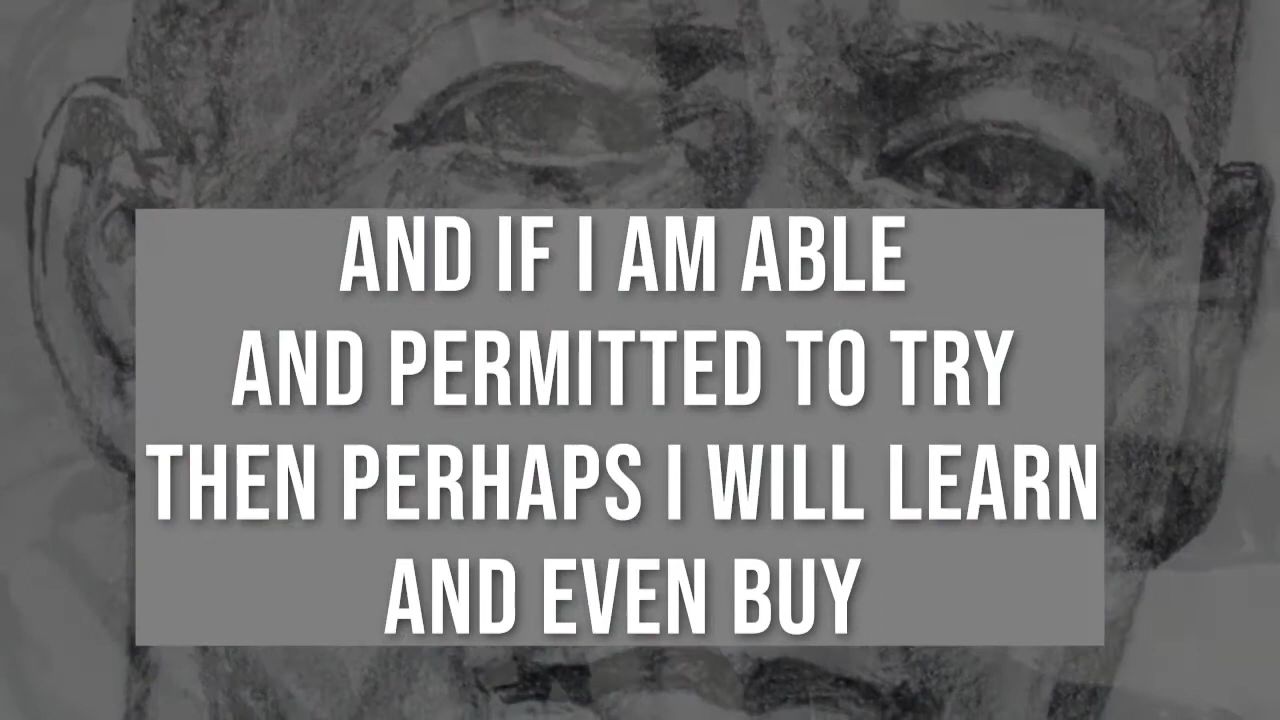 AND IF I AM ABLE
AND PERMITTED TO TRY
THEN PERHAPS I WILL LEARN
AND EVEN BUY